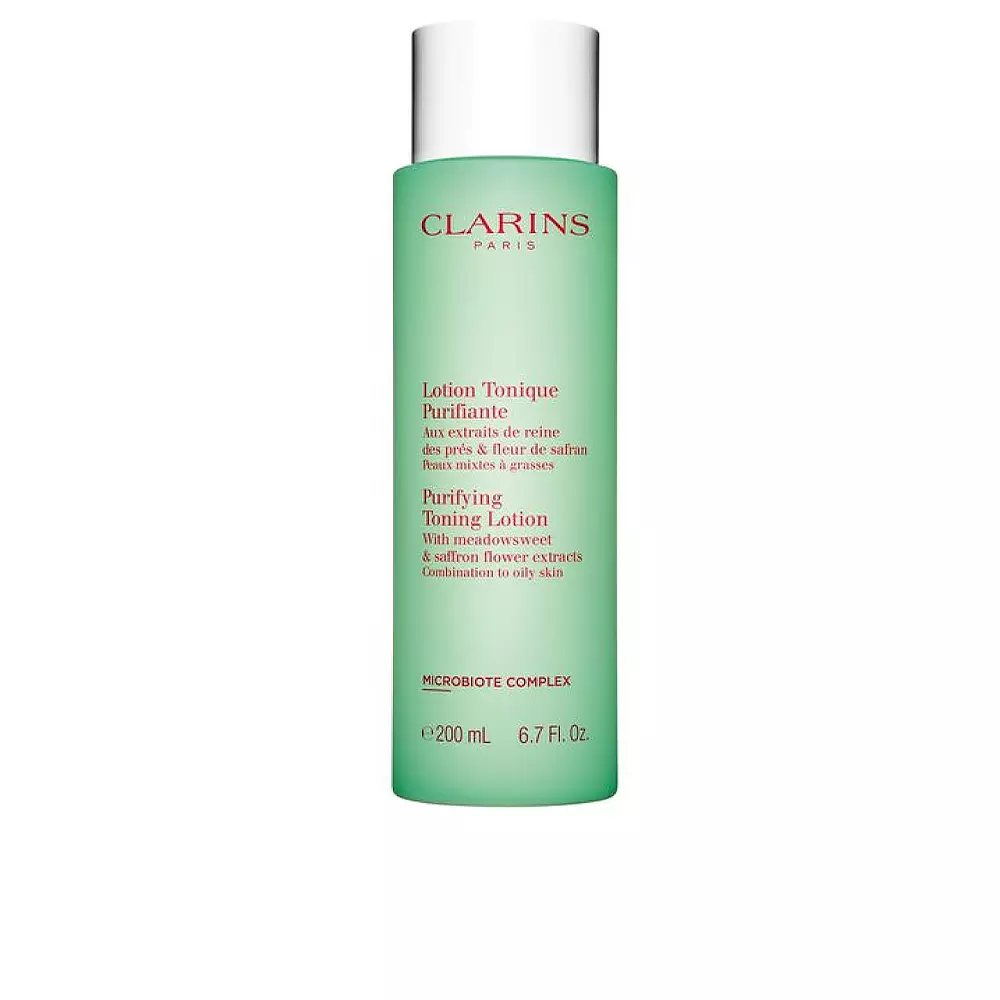 CLARINS
PARIS
Lotion Tonique
Purifiante
Aux extraits de reine
des prés & fleur de safran
Peaux mixtes à grasses
Purifying
Toning Lotion
With meadowsweet
& saffron flower extracts
Combination to oily skin
MICROBIOTE COMPLEX
℮200 mL 6.7 Fl. Oz.